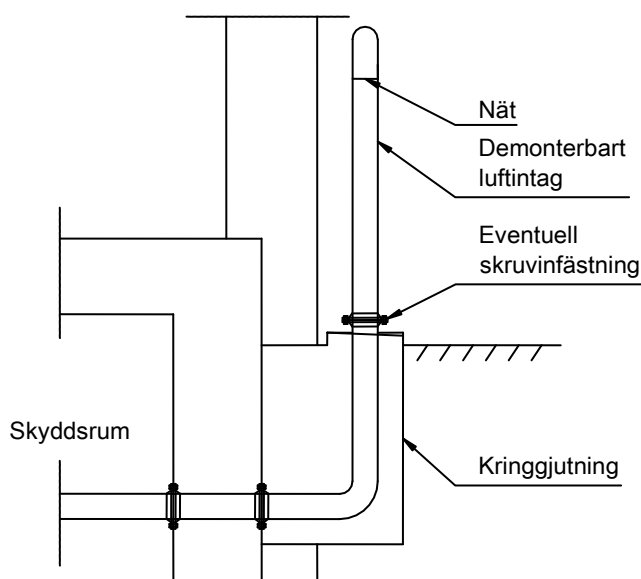 Nät
Demonterbart
luftintag
Eventuell
skruvinfästning
Skyddsrum
Kringgjutning